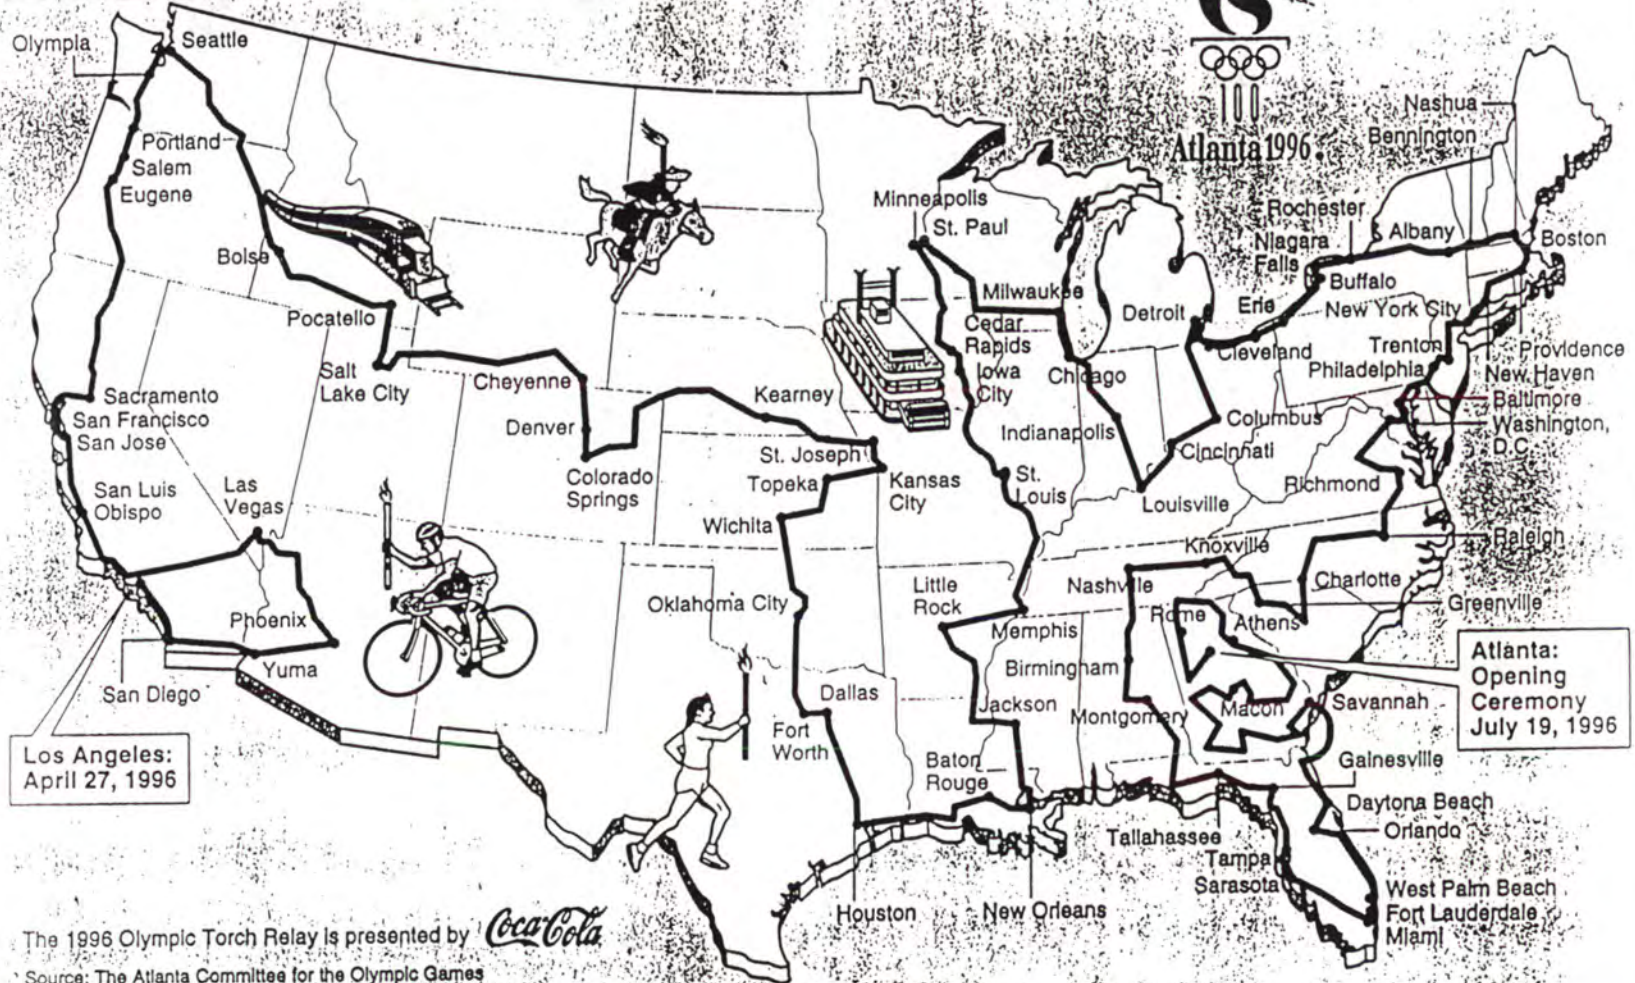 Atlanta 1996
Olympia
Seattle
Portland
Salem
Eugene
Boise
Pocatello
Salt
Lake City
Cheyenne
Denver
Colorado
Springs
Kearney
St. Joseph
Topeka
Kansas
City
Wichita
Sacramento
San Francisco
San Jose
San Luis
Obispo
Las
Vegas
Phoenix
Yuma
San Diego
Los Angeles:
April 27, 1996
Oklahoma City
Dallas
Fort
Worth
Houston
New Orleans
Baton
Rouge
Jackson
Little
Rock
Memphis
Minneapolis
St. Paul
Milwaukee
Cedar
Rapids
Iowa
City
Chicago
Indianapolis
St.
Louis
Louisville
Cincinnati
Columbus
Detroit
Cleveland
Erie
Buffalo
Niagara
Falls
Rochester
Albany
Bennington
Nashua
Boston
Providence
New Haven
New York City
Trenton
Philadelphia
Baltimore
Washington,
D.C
Richmond
Raleigh
Charlotte
Greenville
Knoxville
Nashville
Rome
Athens
Birmingham
Montgomery
Macon
Savannah
Atlanta:
Opening
Ceremony
July 19, 1996
Gainesville
Daytona Beach
Orlando
Tallahassee
Tampa
Sarasota
West Palm Beach
Fort Lauderdale
Miami
The 1996 Olympic Torch Relay is presented by Coca-Cola
Source: The Atlanta Committee for the Olympic Games